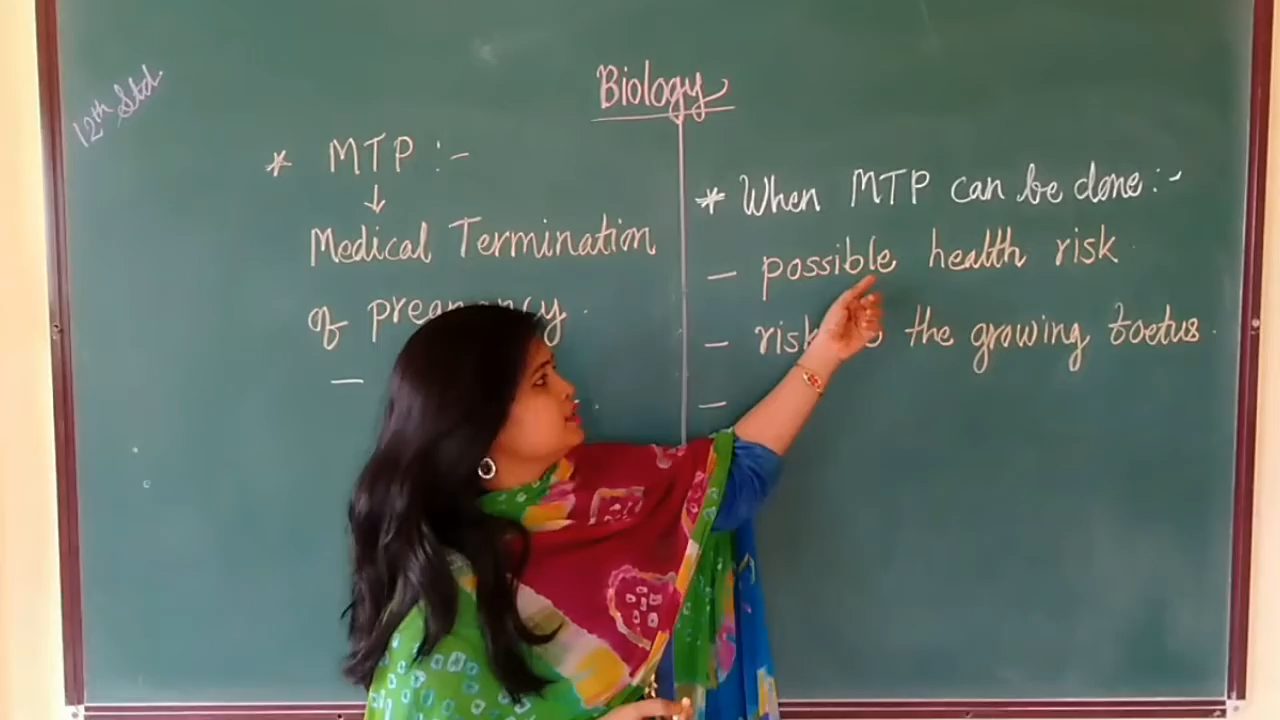 12th Std.
Biology
* MTP :-
↓
Medical Termination
of pregnancy.
—
* When MTP can be done :-
— possible health risk
— risk the growing foetus.
—